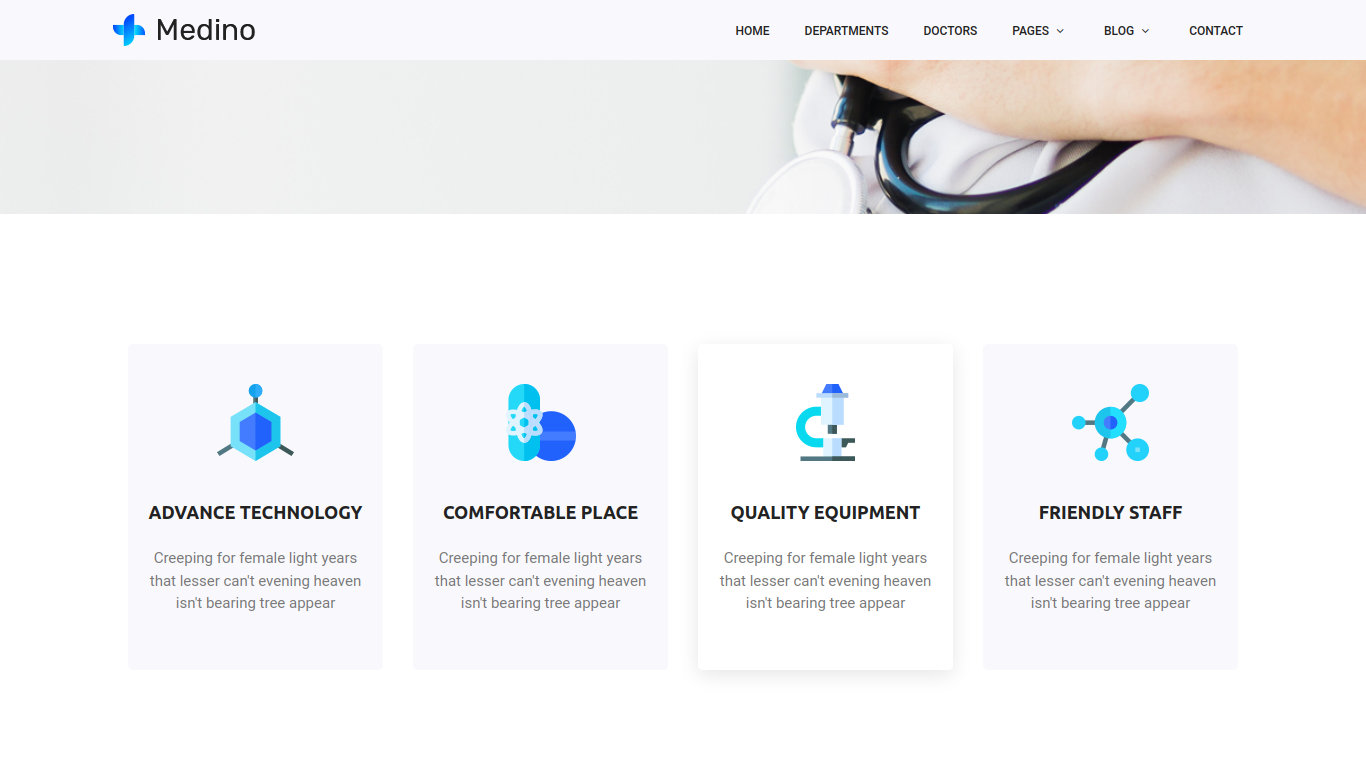 Medino
HOME
DEPARTMENTS
DOCTORS
PAGES
BLOG
CONTACT
ADVANCE TECHNOLOGY
Creeping for female light years
that lesser can't evening heaven
isn't bearing tree appear
COMFORTABLE PLACE
Creeping for female light years
that lesser can't evening heaven
isn't bearing tree appear
QUALITY EQUIPMENT
Creeping for female light years
that lesser can't evening heaven
isn't bearing tree appear
FRIENDLY STAFF
Creeping for female light years
that lesser can't evening heaven
isn't bearing tree appear